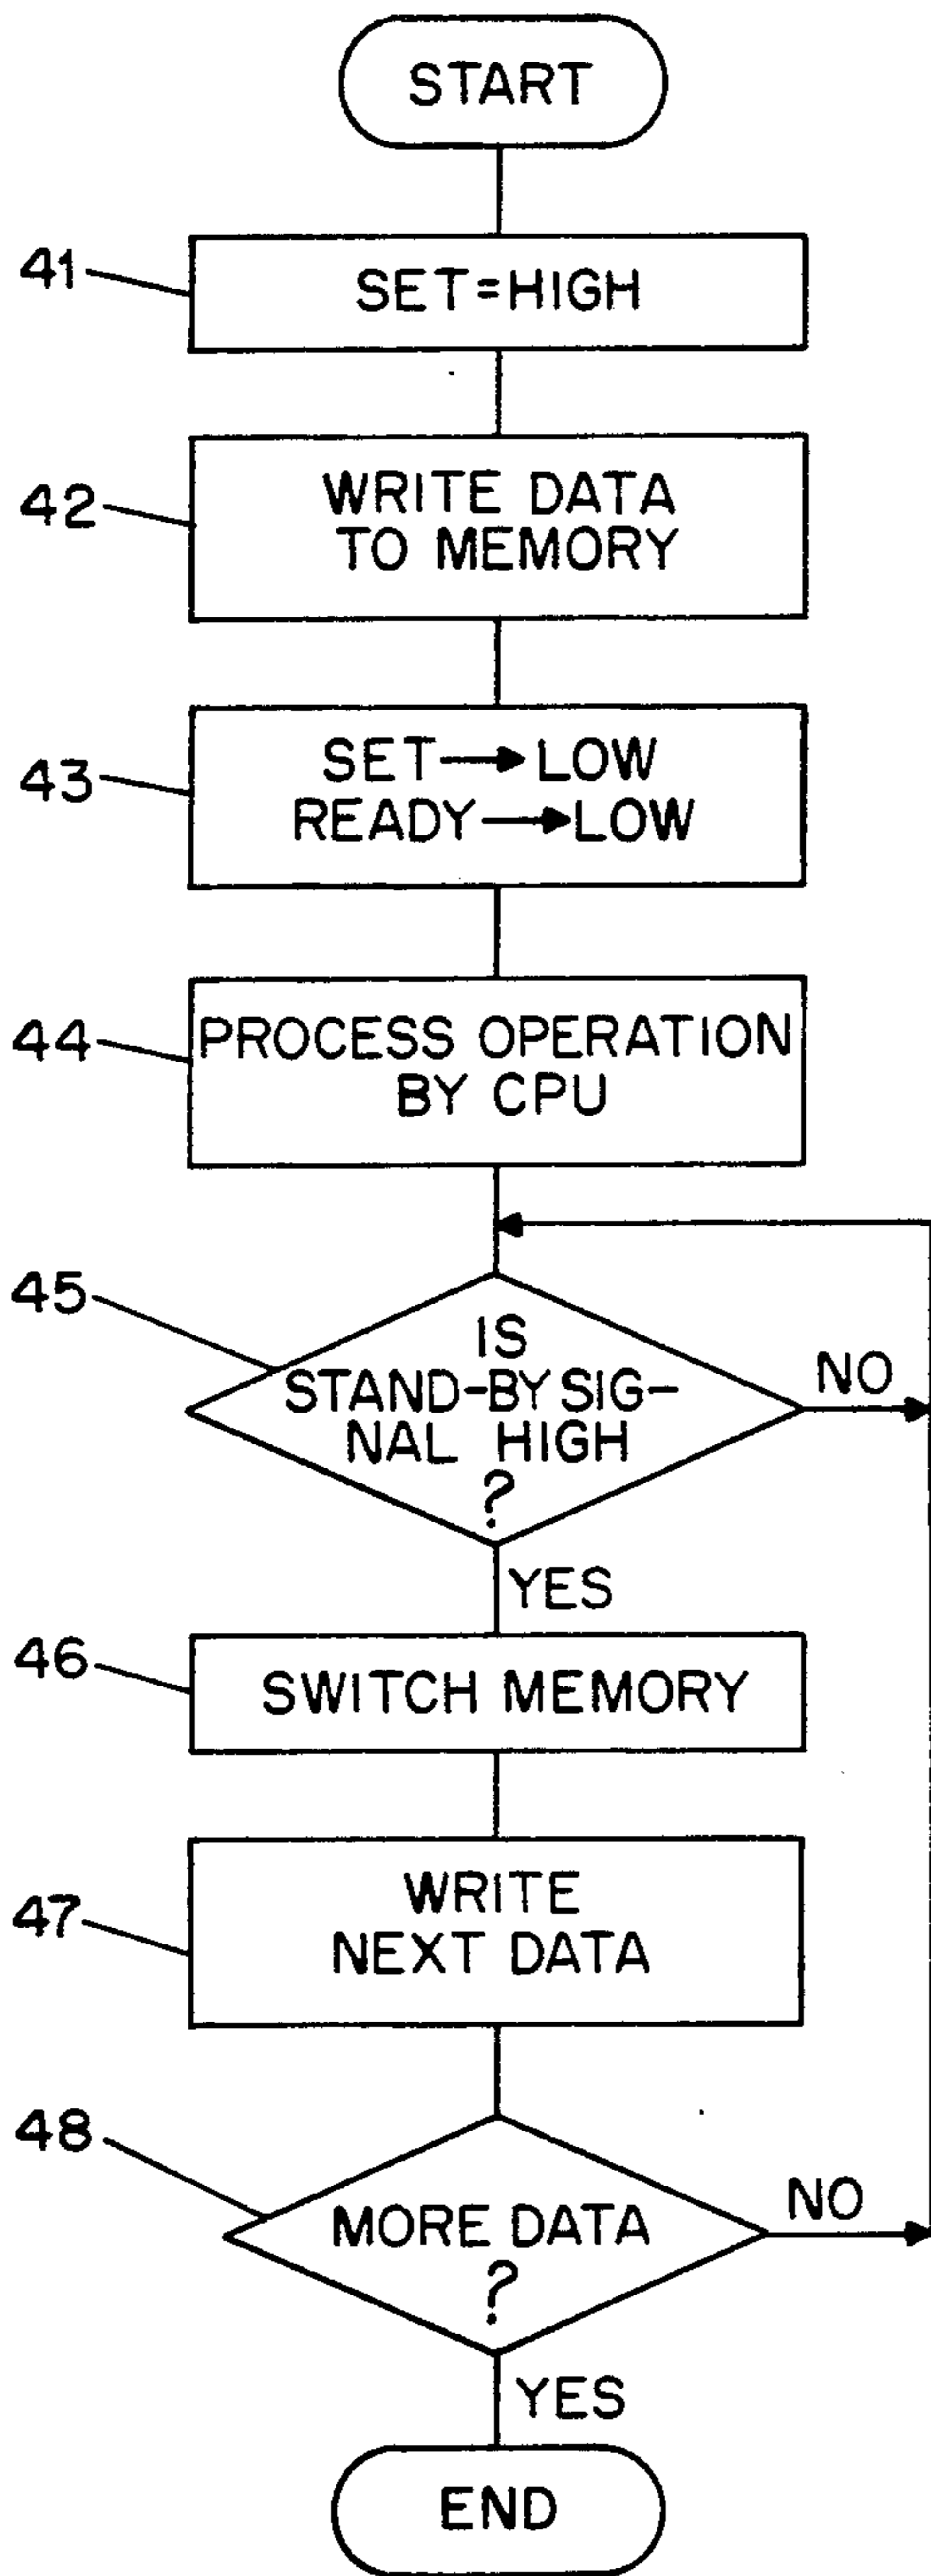 START
41
SET=HIGH
42
WRITE DATA
TO MEMORY
43
SET→LOW
READY→LOW
44
PROCESS OPERATION
BY CPU
45
IS
STAND-BY SIG-
NAL HIGH
?
NO
YES
46
SWITCH MEMORY
47
WRITE
NEXT DATA
48
MORE DATA
?
NO
YES
END